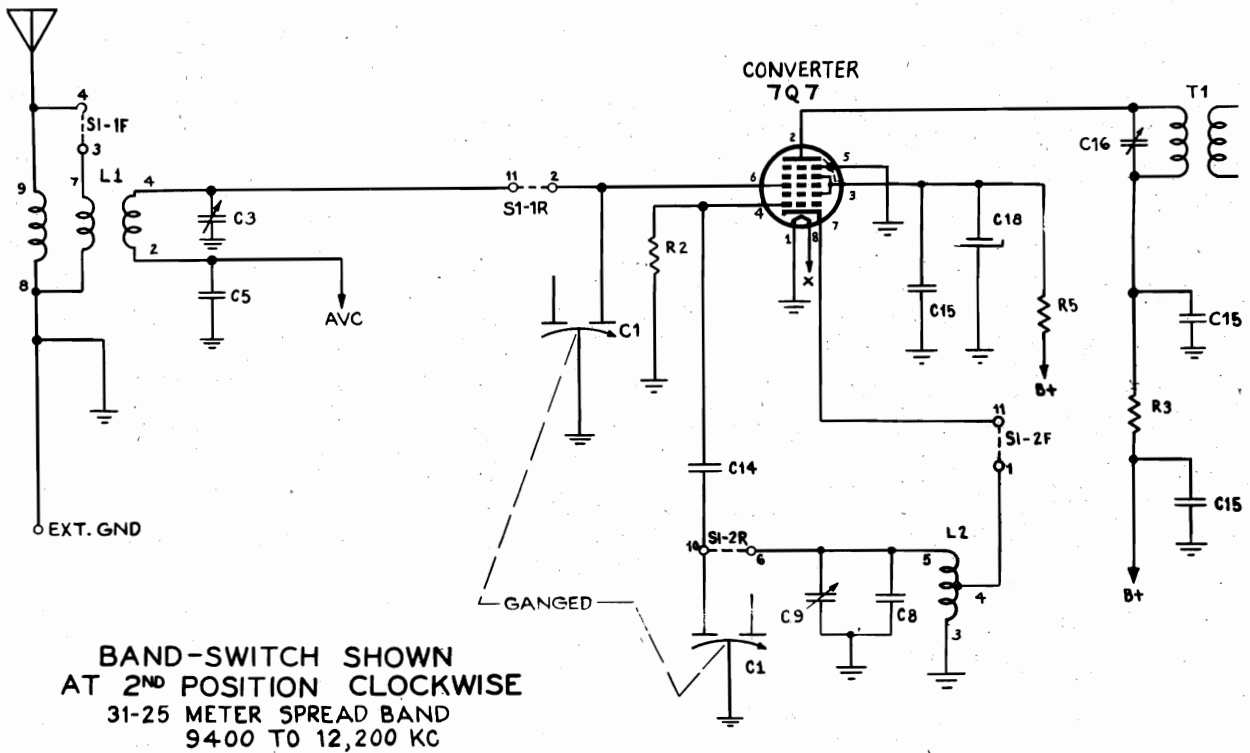 CONVERTER
7Q7
T1
4
S1-1F
3
9
7
L1
4
C3
2
8
C5
AVC
11
2
S1-1R
6
4
2
5
3
7
1
8
X
R2
C1
C15
C18
R5
B+
C16
C15
R3
C15
B+
11
S1-2F
1
C14
10
S1-2R
6
C9
C8
5
L2
4
3
C1
GANGED
EXT. GND
BAND-SWITCH SHOWN
AT 2ND POSITION CLOCKWISE
31-25 METER SPREAD BAND
9400 TO 12,200 KC